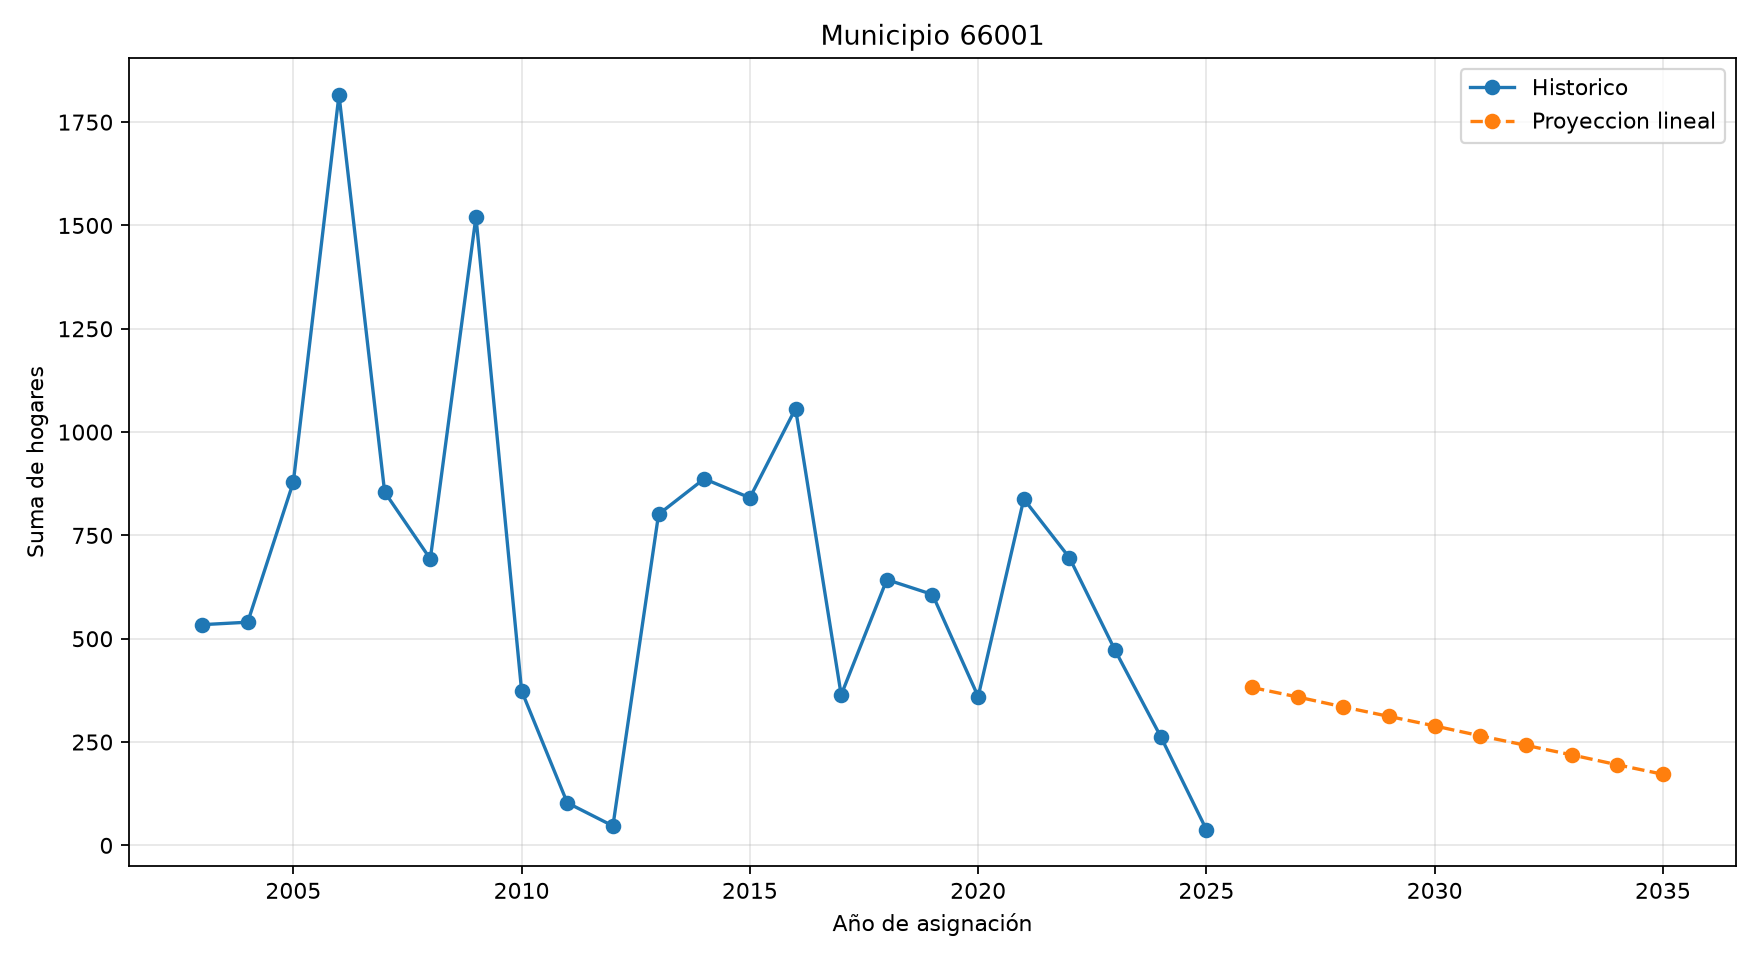 Municipio 66001
Historico
Proyeccion lineal
Suma de hogares
1750
1500
1250
1000
750
500
250
0
2005 2010 2015 2020 2025 2030 2035
Año de asignación